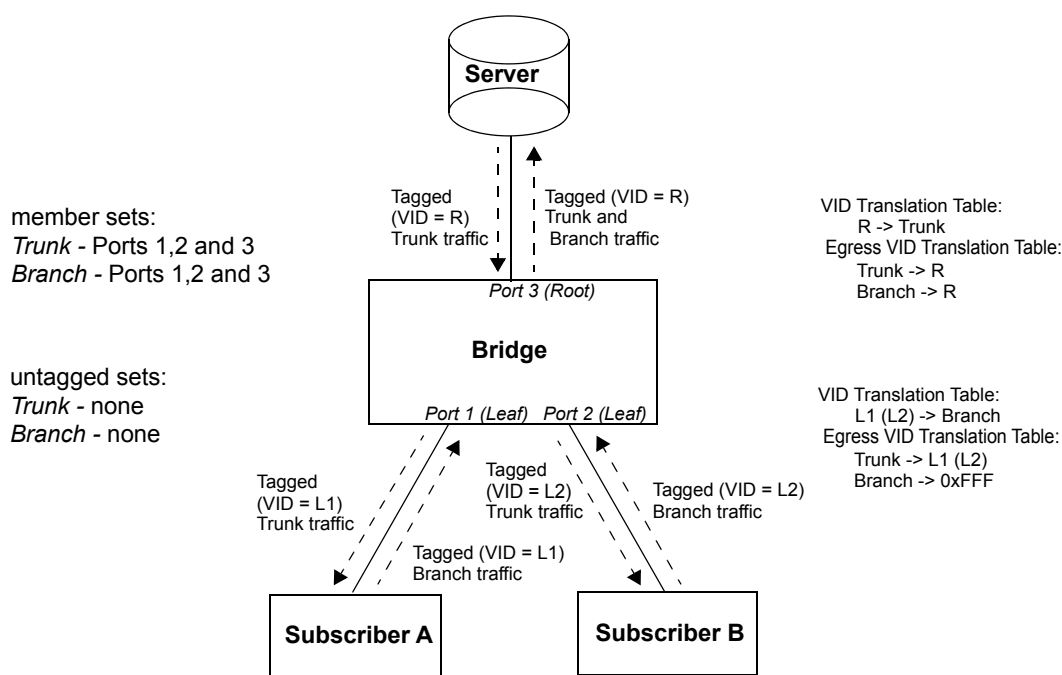 Server
Tagged
(VID = R)
Trunk traffic
Tagged (VID = R)
Trunk and
Branch traffic
member sets:
Trunk - Ports 1,2 and 3
Branch - Ports 1,2 and 3
VID Translation Table:
R -> Trunk
Egress VID Translation Table:
Trunk -> R
Branch -> R
Port 3 (Root)
Bridge
Port 1 (Leaf)
Port 2 (Leaf)
untagged sets:
Trunk - none
Branch - none
VID Translation Table:
L1 (L2) -> Branch
Egress VID Translation Table:
Trunk -> L1 (L2)
Branch -> 0xFFF
Tagged
(VID = L1)
Trunk traffic
Tagged (VID = L1)
Branch traffic
Tagged
(VID = L2)
Trunk traffic
Tagged (VID = L2)
Branch traffic
Subscriber A
Subscriber B